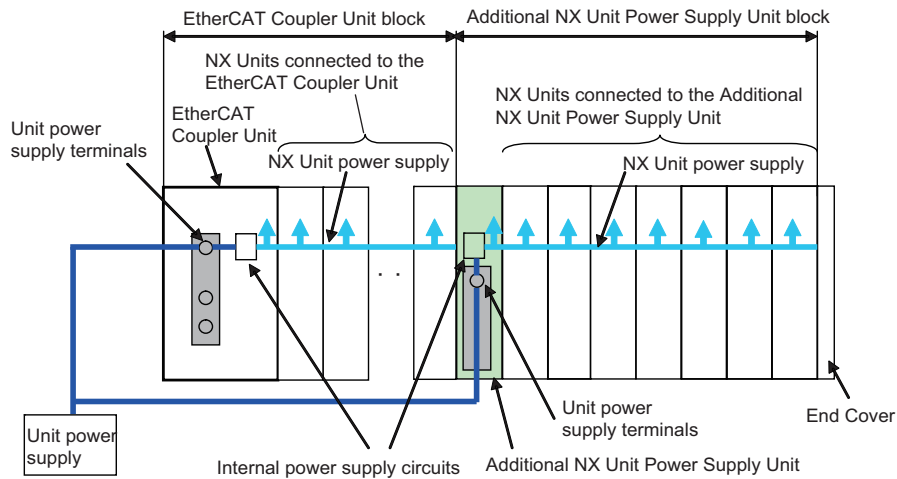 EtherCAT Coupler Unit block
Additional NX Unit Power Supply Unit block
NX Units connected to the
EtherCAT Coupler Unit
NX Units connected to the Additional
NX Unit Power Supply Unit
EtherCAT
Coupler Unit
Unit power
supply terminals
NX Unit power supply
NX Unit power supply
. .
Unit power
supply
Internal power supply circuits
Unit power
supply terminals
Additional NX Unit Power Supply Unit
End Cover